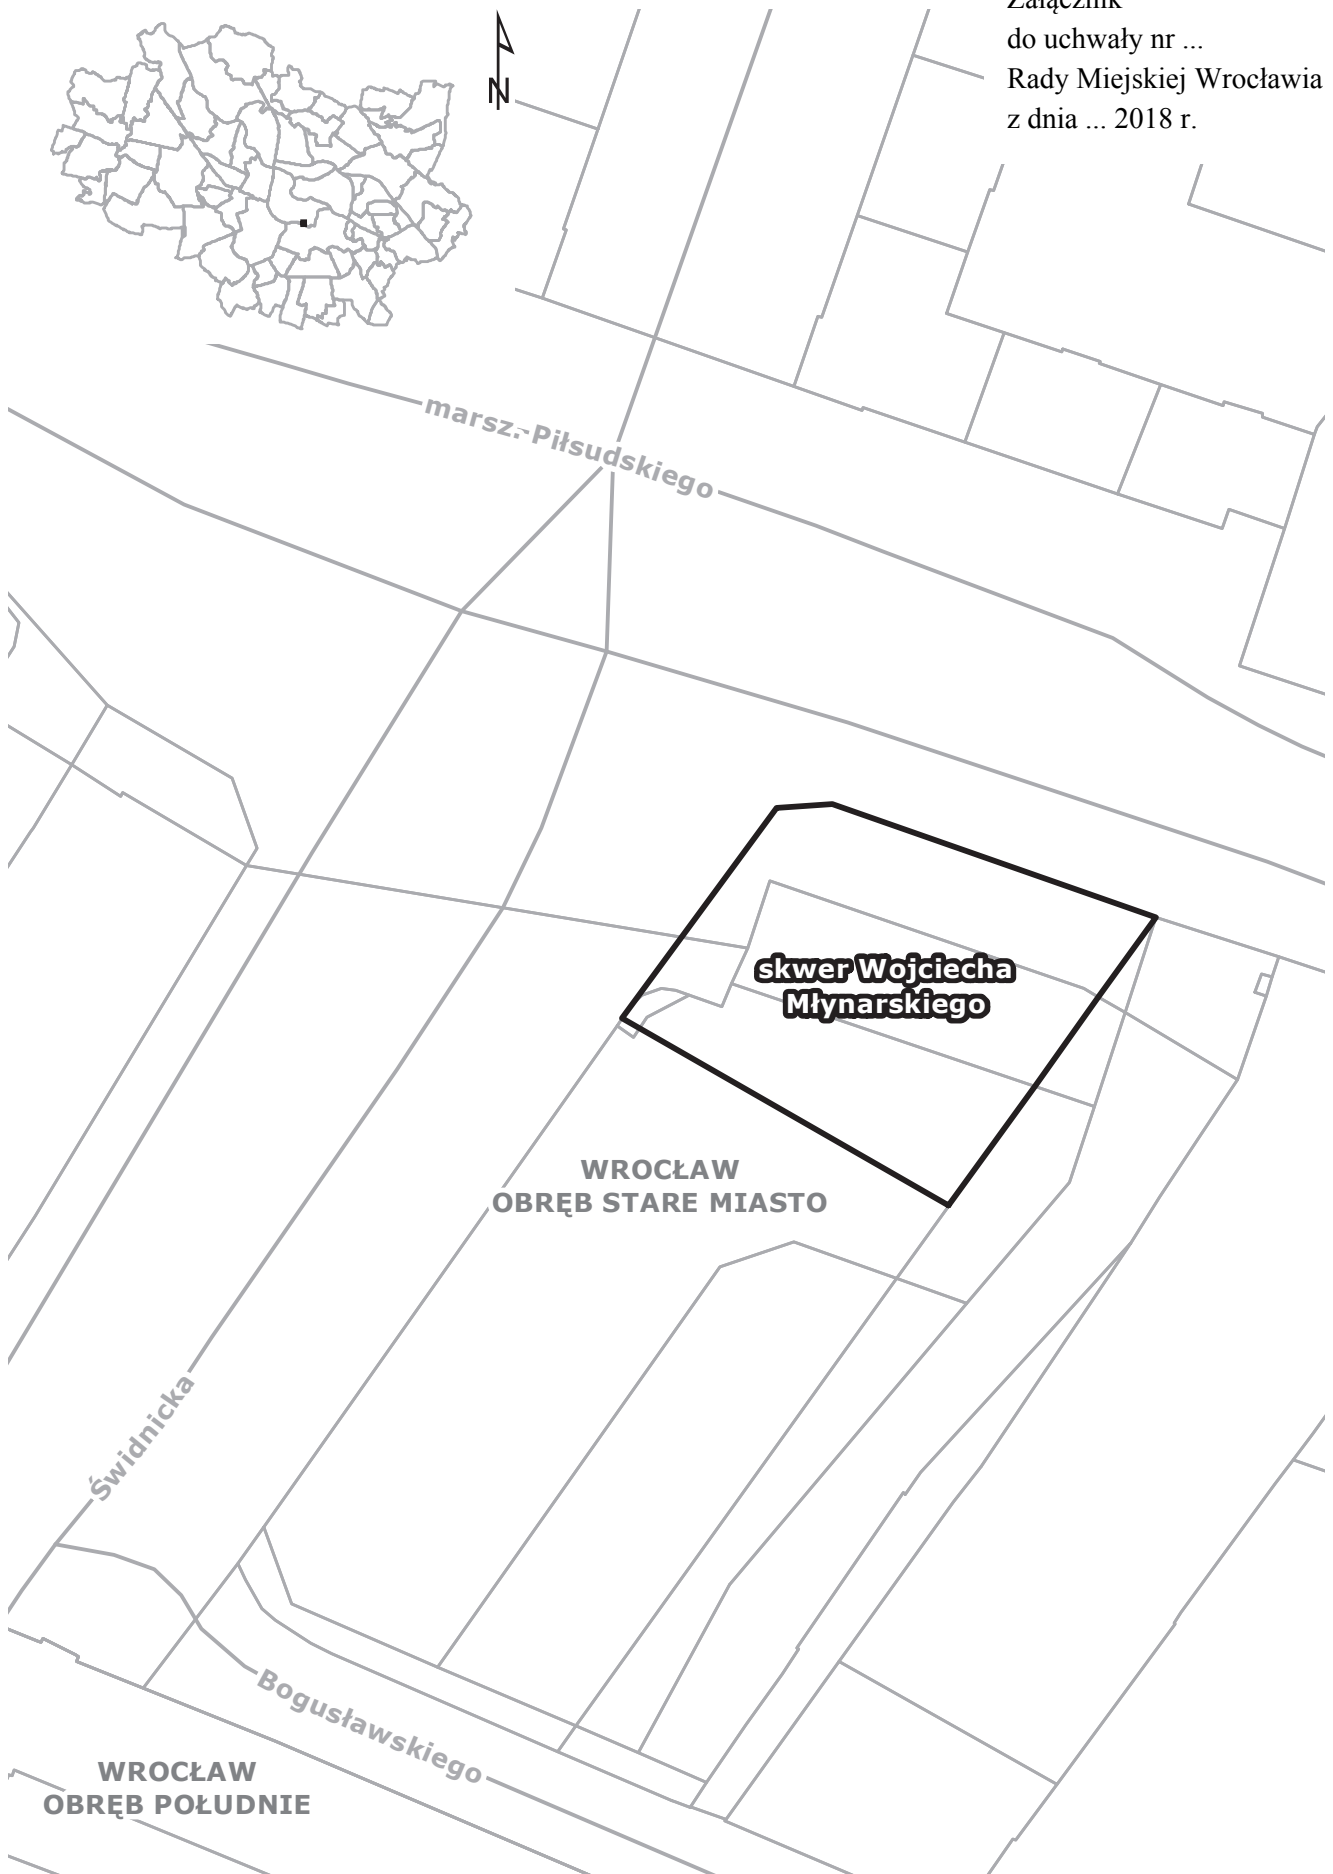 Załącznik
do uchwały nr ...
Rady Miejskiej Wrocławia
z dnia ... 2018 r.
N
marsz. Piłsudskiego
skwer Wojciecha
Młynarskiego
WROCŁAW
OBRĘB STARE MIASTO
Świdnicka
Bogusławskiego
WROCŁAW
OBRĘB POŁUDNIE